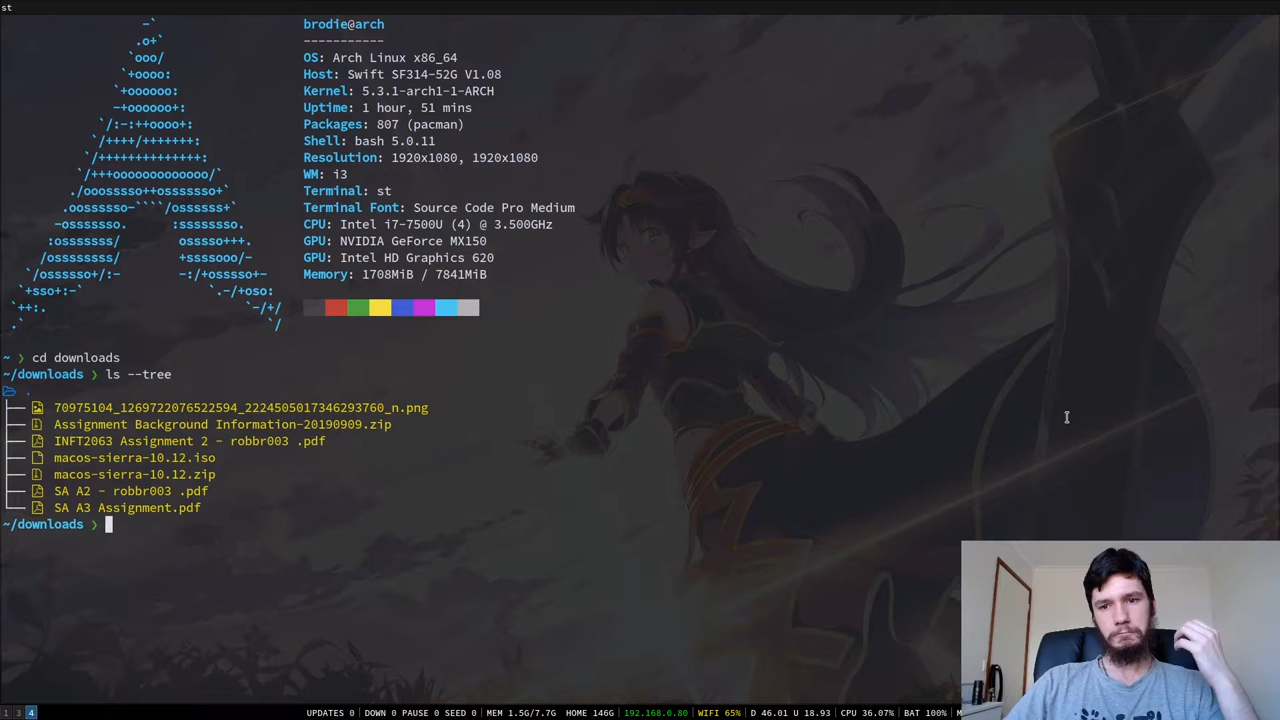 st
brodie@arch
-----------
OS: Arch Linux x86_64
Host: Swift SF314-52G V1.08
Kernel: 5.3.1-arch1-1-ARCH
Uptime: 1 hour, 51 mins
Packages: 807 (pacman)
Shell: bash 5.0.11
Resolution: 1920x1080, 1920x1080
WM: i3
Terminal: st
Terminal Font: Source Code Pro Medium
CPU: Intel i7-7500U (4) @ 3.500GHz
GPU: NVIDIA GeForce MX150
GPU: Intel HD Graphics 620
Memory: 1708MiB / 7841MiB
~ ❯ cd downloads
~/downloads ❯ ls --tree
.
├── 70975104_1269722076522594_2224505017346293760_n.png
├── Assignment Background Information-20190909.zip
├── INFT2063 Assignment 2 - robbr003 .pdf
├── macos-sierra-10.12.iso
├── macos-sierra-10.12.zip
├── SA A2 - robbr003 .pdf
└── SA A3 Assignment.pdf
~/downloads ❯
1 3 4 UPDATES 0 DOWN 0 PAUSE 0 SEED 0 MEM 1.5G/7.7G HOME 146G 192.168.0.80 WIFI 65% D 46.01 U 18.93 CPU 36.07% BAT 100% M